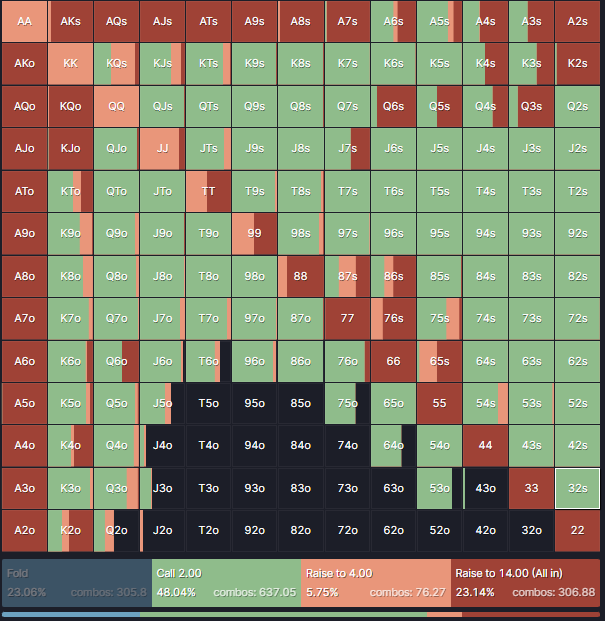 AA AKs AQs AJs ATs A9s A8s A7s A6s A5s A4s A3s A2s
AKo KK KQs KJs KTs K9s K8s K7s K6s K5s K4s K3s K2s
AQo KQo QQ QJs QTs Q9s Q8s Q7s Q6s Q5s Q4s Q3s Q2s
AJo KJo QJo JJ JTs J9s J8s J7s J6s J5s J4s J3s J2s
ATo KTo QTo JTo TT T9s T8s T7s T6s T5s T4s T3s T2s
A9o K9o Q9o J9o T9o 99 98s 97s 96s 95s 94s 93s 92s
A8o K8o Q8o J8o T8o 98o 88 87s 86s 85s 84s 83s 82s
A7o K7o Q7o J7o T7o 97o 87o 77 76s 75s 74s 73s 72s
A6o K6o Q6o J6o T6o 96o 86o 76o 66 65s 64s 63s 62s
A5o K5o Q5o J5o T5o 95o 85o 75o 65o 55 54s 53s 52s
A4o K4o Q4o J4o T4o 94o 84o 74o 64o 54o 44 43s 42s
A3o K3o Q3o J3o T3o 93o 83o 73o 63o 53o 43o 33 32s
A2o K2o Q2o J2o T2o 92o 82o 72o 62o 52o 42o 32o 22
Fold Call 2.00 Raise to 4.00 Raise to 14.00 (All in)
23.06% combos: 305.8 48.04% combos: 637.05 5.75% combos: 76.27 23.14% combos: 306.88